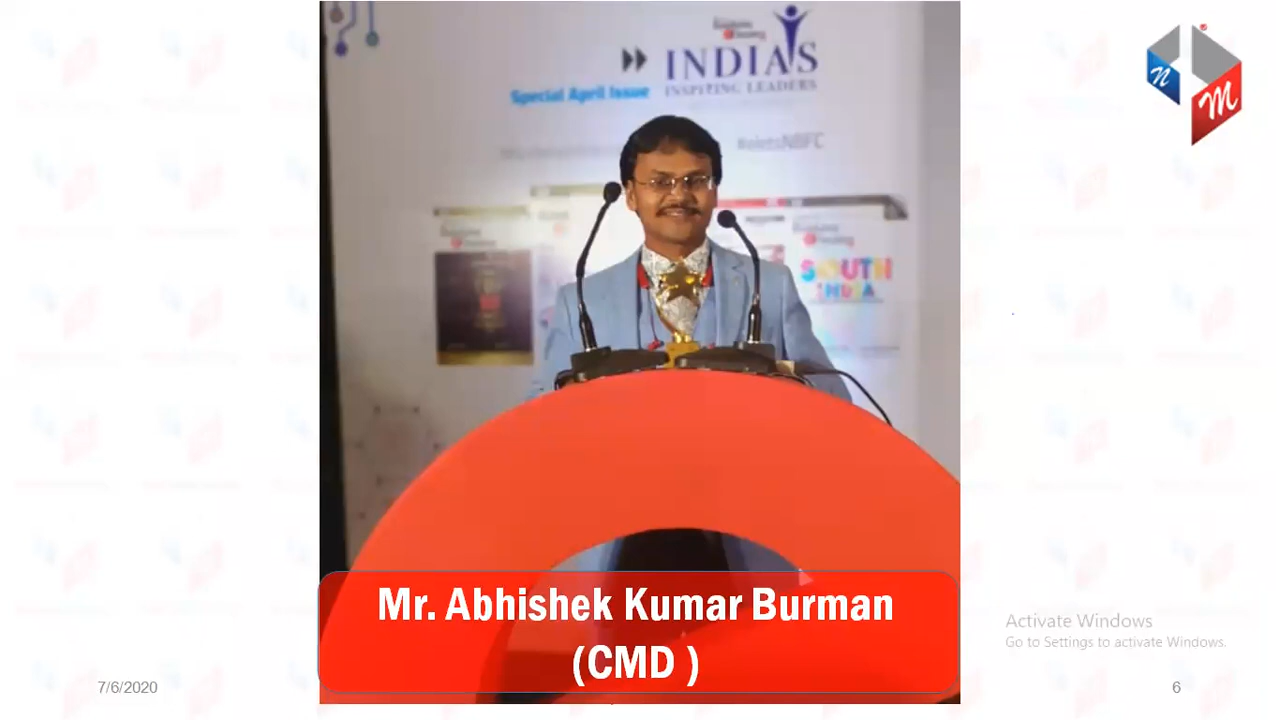 INDIA'S
INSPIRING LEADERS
Special April Issue
#eletsNBFC
SOUTH
INDIA
n
m
Mr. Abhishek Kumar Burman
(CMD )
Activate Windows
Go to Settings to activate Windows.
7/6/2020
6